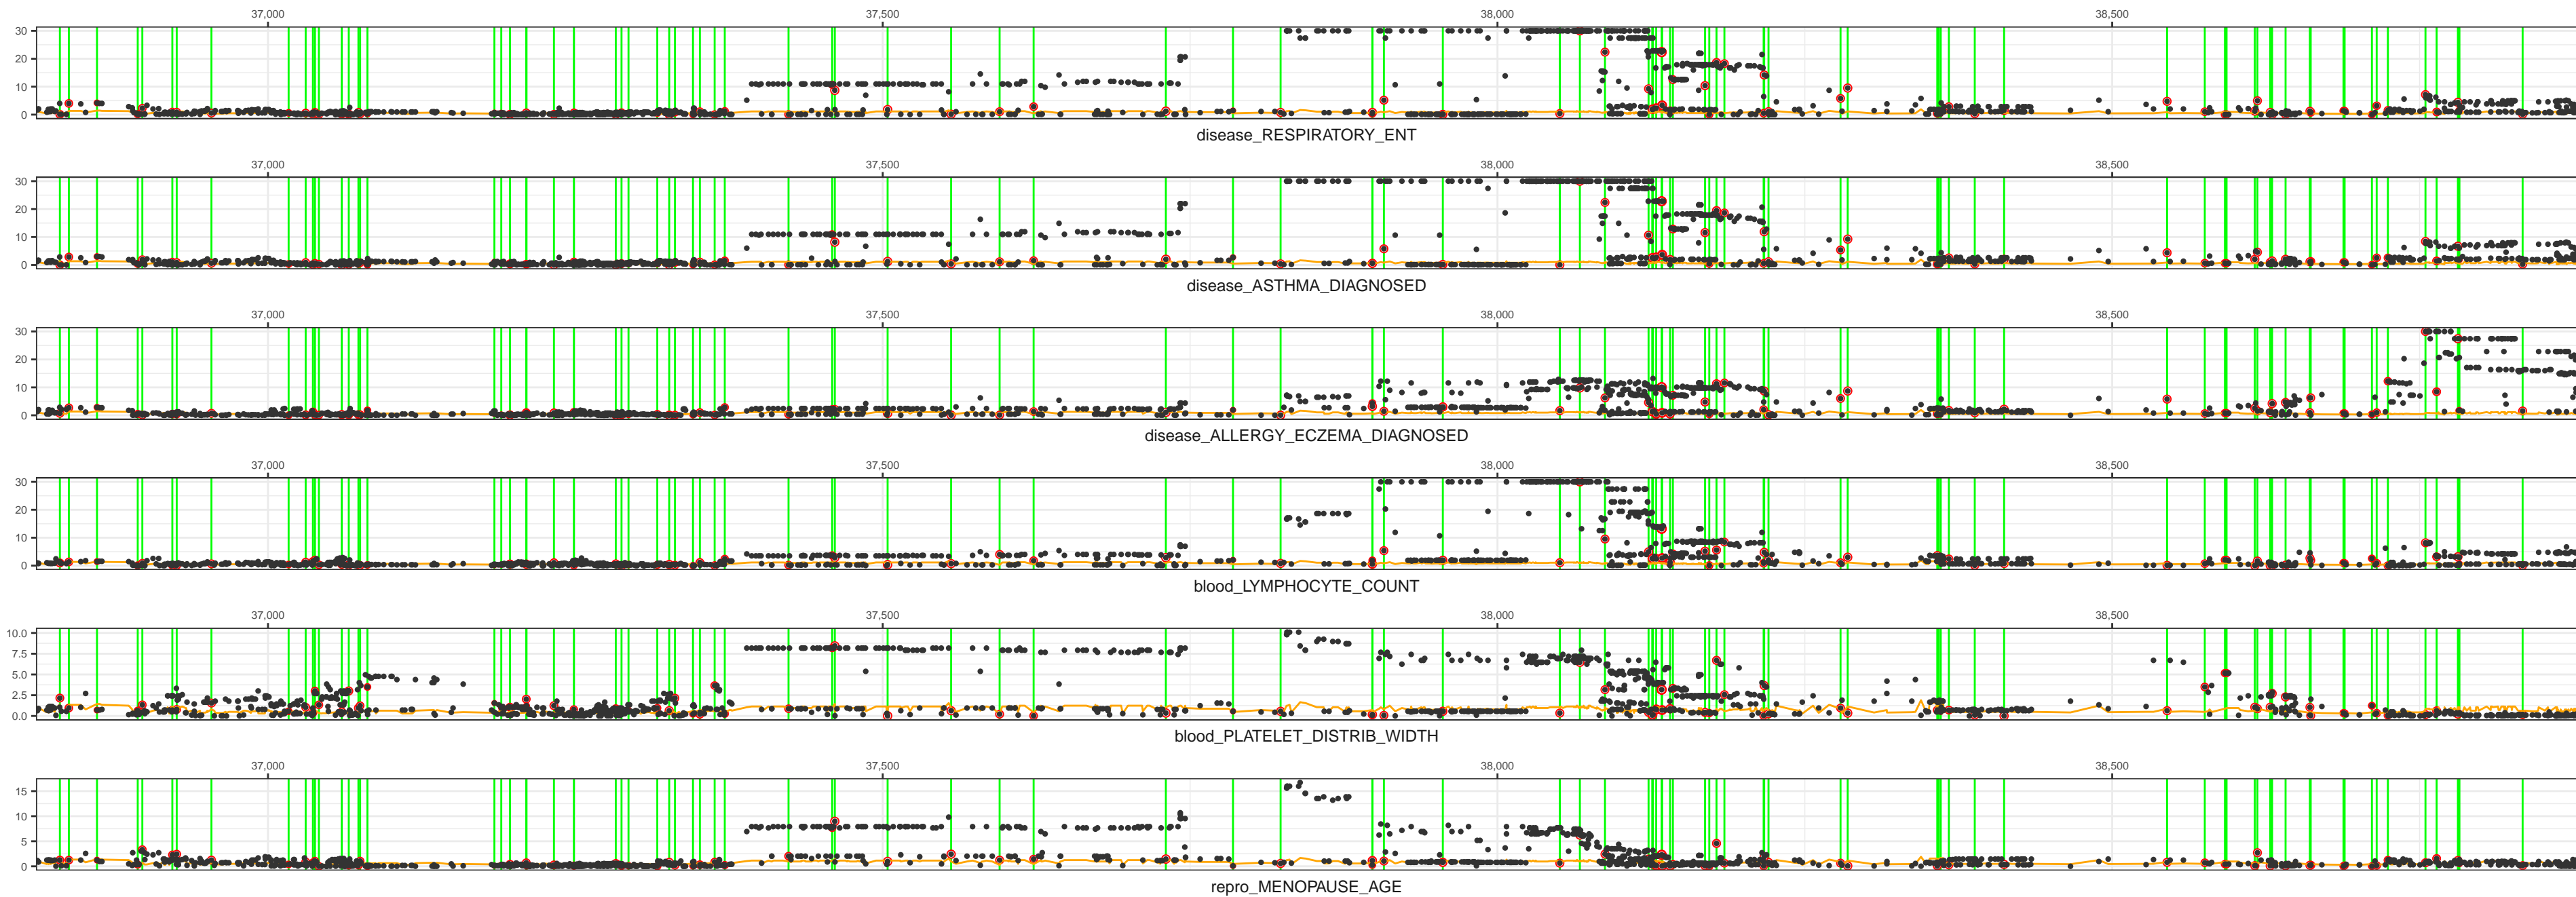 37,000 37,500 38,000 38,500
30
20
10
0
disease_RESPIRATORY_ENT
37,000 37,500 38,000 38,500
30
20
10
0
disease_ASTHMA_DIAGNOSED
37,000 37,500 38,000 38,500
30
20
10
0
disease_ALLERGY_ECZEMA_DIAGNOSED
37,000 37,500 38,000 38,500
30
20
10
0
blood_LYMPHOCYTE_COUNT
37,000 37,500 38,000 38,500
10.0
7.5
5.0
2.5
0.0
blood_PLATELET_DISTRIB_WIDTH
37,000 37,500 38,000 38,500
15
10
5
0
repro_MENOPAUSE_AGE